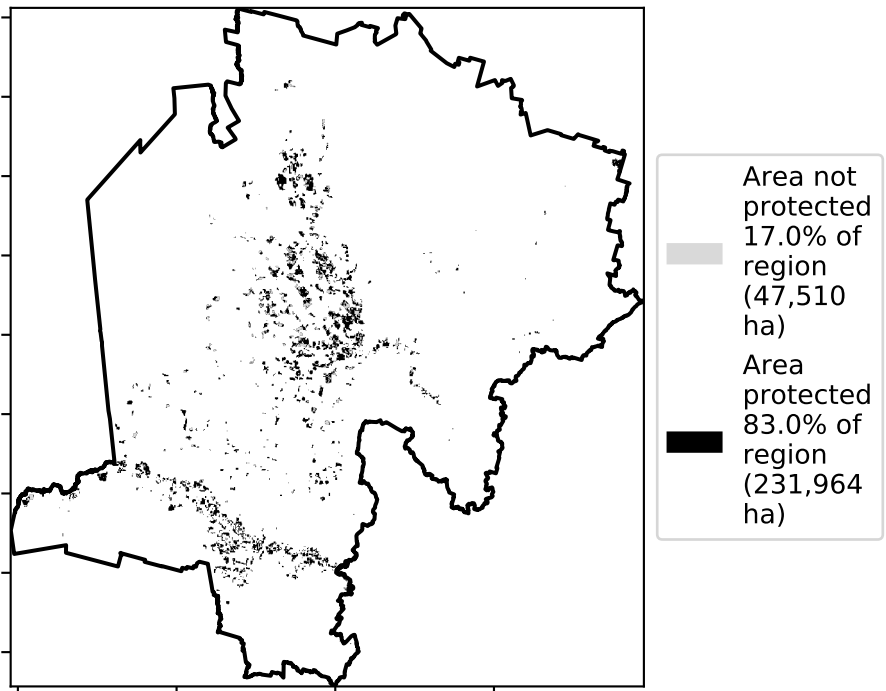 Area not
protected
17.0% of
region
(47,510
ha)
Area
protected
83.0% of
region
(231,964
ha)